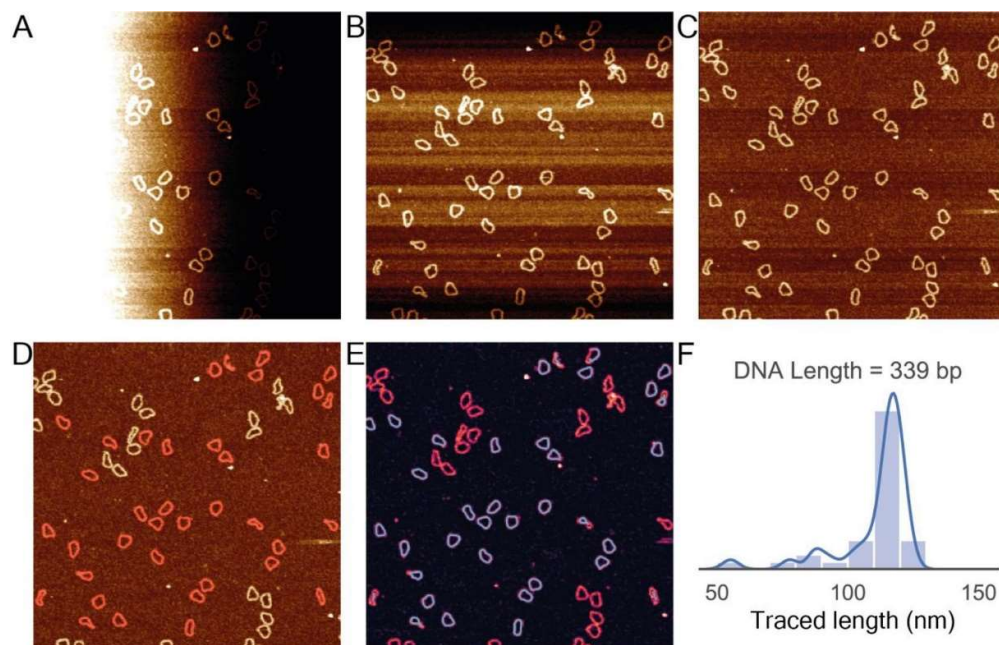 A
B
C
D
E
F
DNA Length = 339 bp
50
100
150
Traced length (nm)